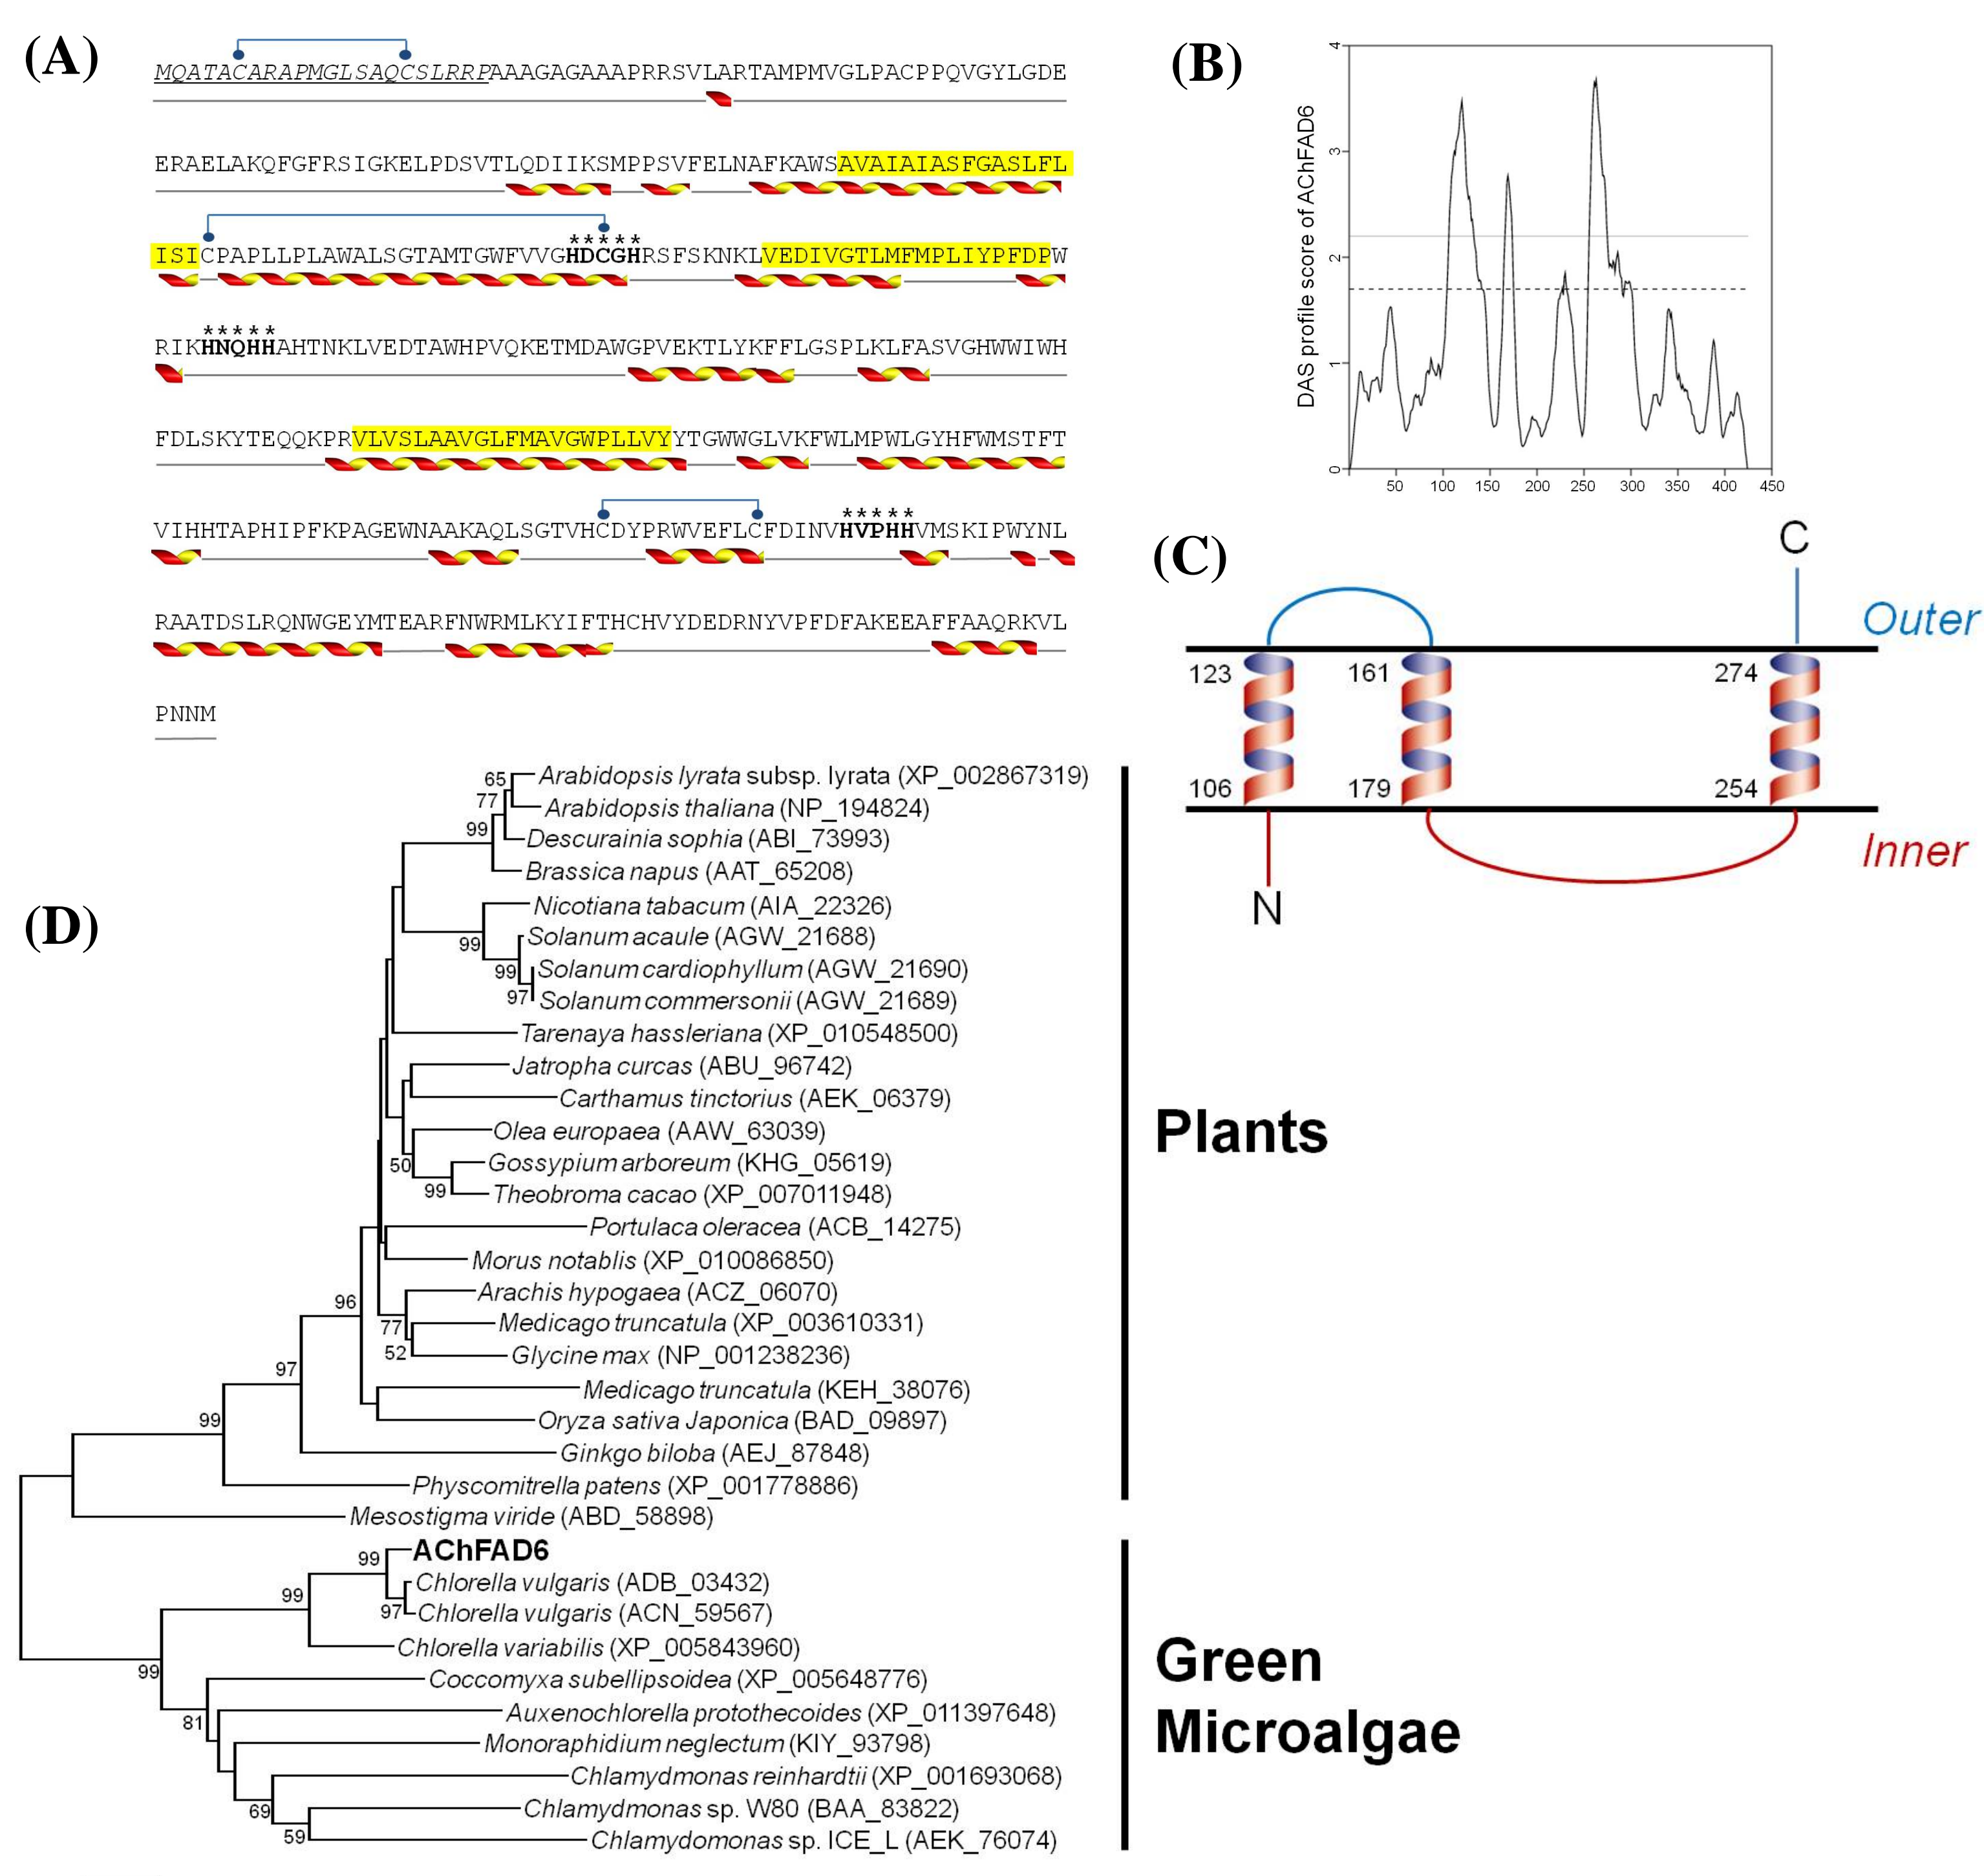 (A)
MQATACARAPMGLSAQCSLRRPAAAGAGAAAPRRSVLARTAMPMVGLPACPPQVGYLGDE
ERAELAKQFGFRSIGKELPDSVTLQDIIKSMPPSVFELNAFKAWSAVAIAIASFGASLFL
*****
ISICPAPLLPLAWALSGTAMTGWFVVGHDCGHRSFSKNKLVEDIVGTLMFMPLIYPFDPW
*****
RIKHNQHHAHTNKLVEDTAWHPVQKETMDAWGPVEKTLYKFFLGSPLKLFASVGHWWIWH
FDLSKYTEQQKPRVLVSLAAVGLFMAVGWPLLVYYTGWWGLVKFWLMPWLGYHFWMSTFT
*****
VIHHTAPHIPFKPAGEWNAAKAQLSGTVHCDYPRWVEFLCFDINVHVPHHVMSKIPWYNL
RAATDSLRQNWGEYMTEARFNWRMLKYIFTHCHVYDEDRNYVPFDFAKEEAFFAAQRKVL
PNNM
(B)
DAS profile score of AChFAD6
4
3
2
1
0
50 100 150 200 250 300 350 400 450
(C)
C
Outer
123 161 274
106 179 254
Inner
N
(D)
65
Arabidopsis lyrata subsp. lyrata (XP_002867319)
77
Arabidopsis thaliana (NP_194824)
99
Descurainia sophia (ABI_73993)
Brassica napus (AAT_65208)
Nicotiana tabacum (AIA_22326)
99
Solanum acaule (AGW_21688)
99
Solanum cardiophyllum (AGW_21690)
97
Solanum commersonii (AGW_21689)
Tarenaya hassleriana (XP_010548500)
Jatropha curcas (ABU_96742)
Carthamus tinctorius (AEK_06379)
Olea europaea (AAW_63039)
50
Gossypium arboreum (KHG_05619)
99
Theobroma cacao (XP_007011948)
Portulaca oleracea (ACB_14275)
Morus notablis (XP_010086850)
Arachis hypogaea (ACZ_06070)
96
77
Medicago truncatula (XP_003610331)
52
Glycine max (NP_001238236)
97
Medicago truncatula (KEH_38076)
99
Oryza sativa Japonica (BAD_09897)
Ginkgo biloba (AEJ_87848)
Physcomitrella patens (XP_001778886)
Mesostigma viride (ABD_58898)
Plants
99
AChFAD6
99
Chlorella vulgaris (ADB_03432)
97
Chlorella vulgaris (ACN_59567)
Chlorella variabilis (XP_005843960)
99
Coccomyxa subellipsoidea (XP_005648776)
81
Auxenochlorella protothecoides (XP_011397648)
Monoraphidium neglectum (KIY_93798)
Chlamydmonas reinhardtii (XP_001693068)
69
Chlamydmonas sp. W80 (BAA_83822)
59
Chlamydomonas sp. ICE_L (AEK_76074)
Green
Microalgae